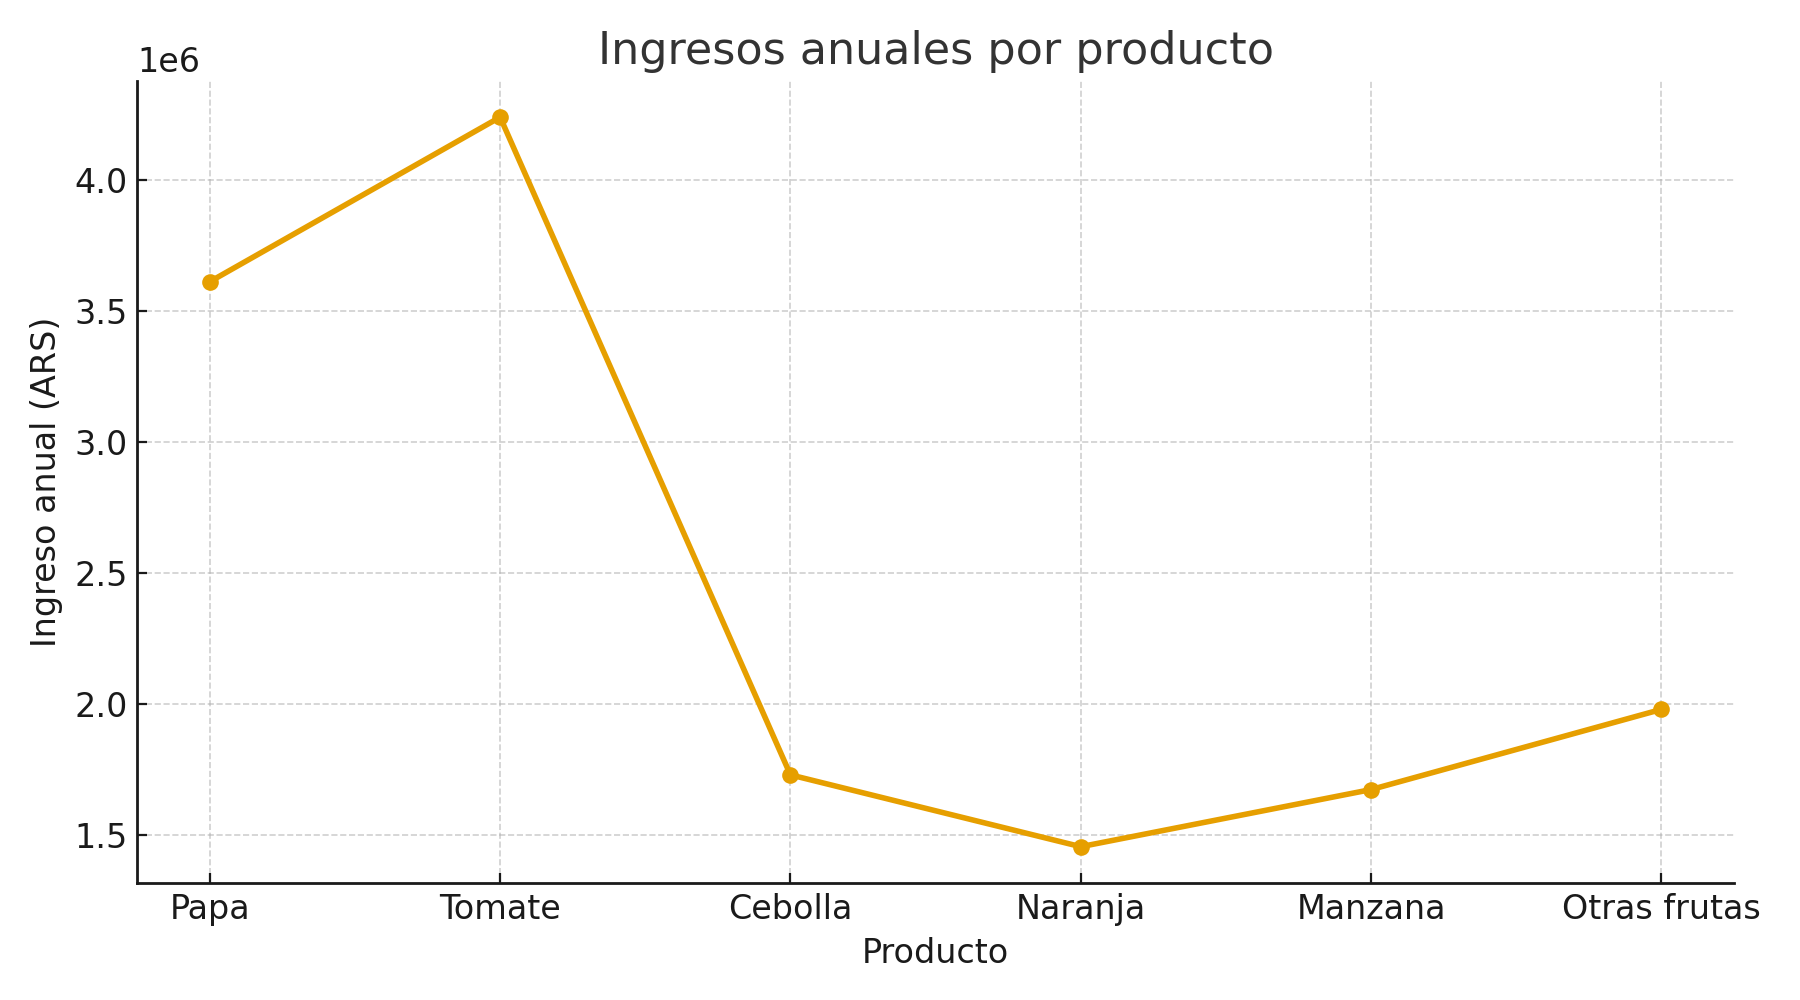 Ingresos anuales por producto
1e6
4.0
3.5
3.0
2.5
2.0
1.5
Ingreso anual (ARS)
Papa Tomate Cebolla Naranja Manzana Otras frutas
Producto